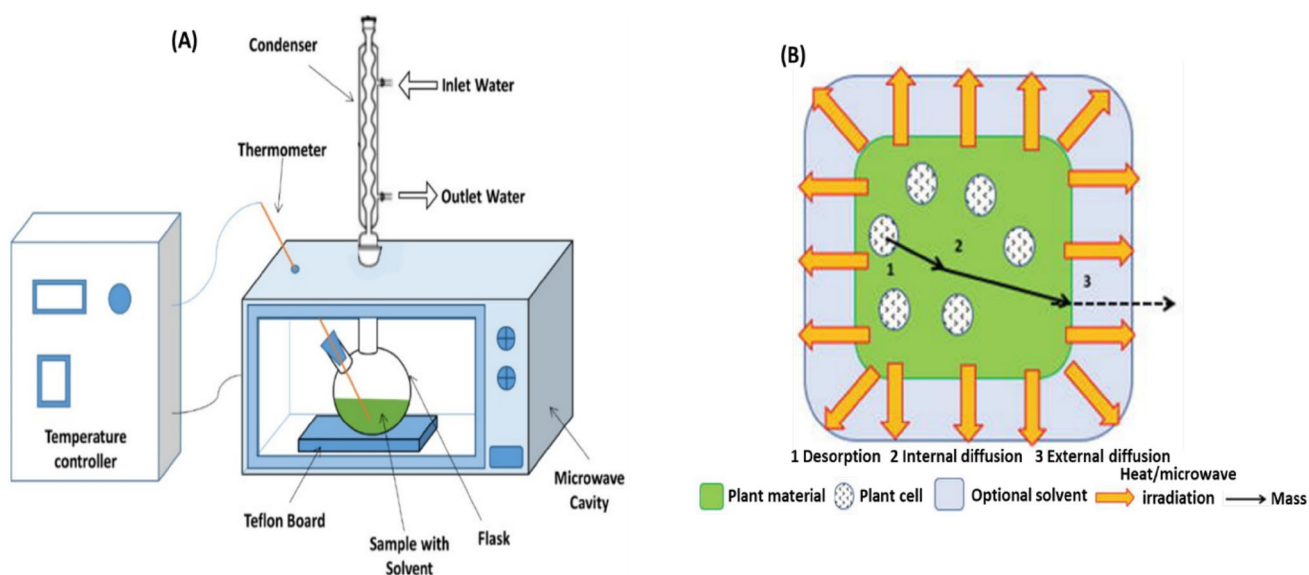 (A)
Condenser
Inlet Water
Thermometer
Outlet Water
Temperature
controller
Teflon Board
Sample with
Solvent
Flask
Microwave
Cavity
(B)
1
2
3
1 Desorption 2 Internal diffusion 3 External diffusion
Plant material
Plant cell
Optional solvent
Heat/microwave
irradiation
Mass